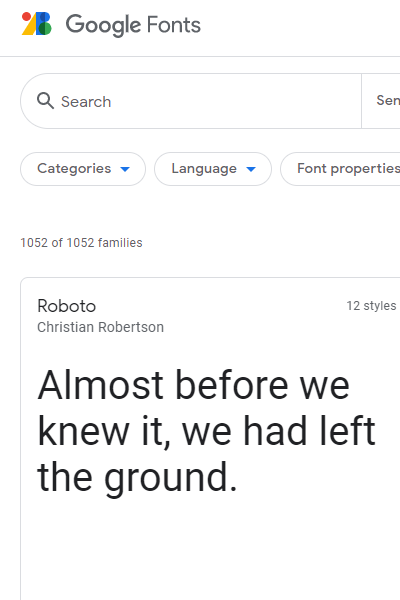 Google Fonts
Search
Sen
Categories
Language
Font properties
1052 of 1052 families
Roboto
12 styles
Christian Robertson
Almost before we
knew it, we had left
the ground.